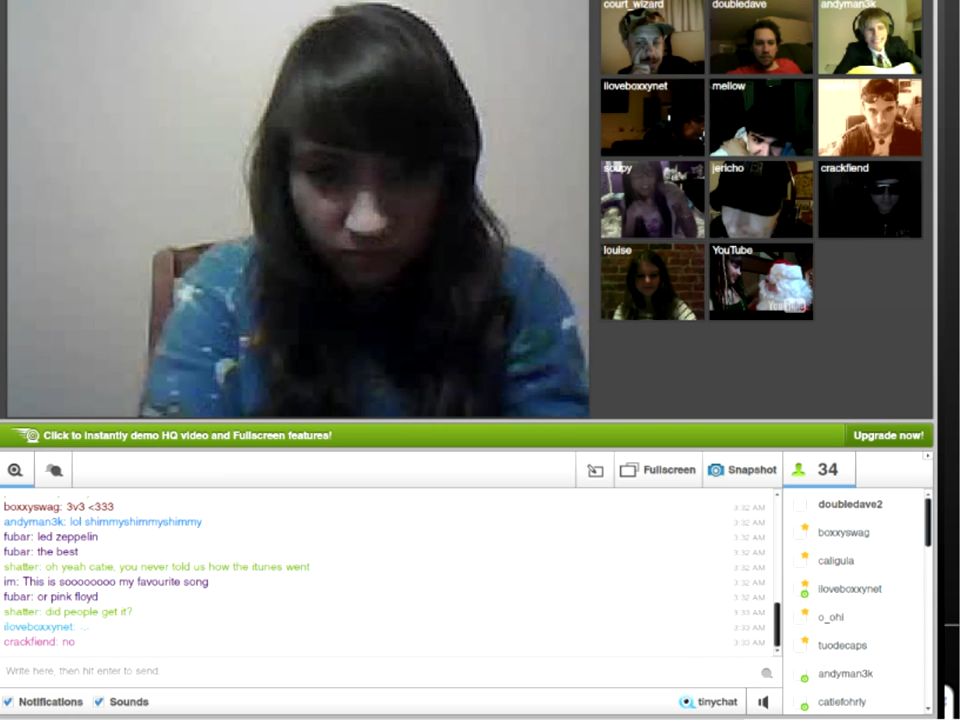 court_wizard
doubledave
andyman3k
iloveboxxynet
mellow
soupy
jericho
crackfiend
louise
YouTube
You
Click to instantly demo HQ video and Fullscreen features!
Upgrade now!
Fullscreen
Snapshot
34
boxxyswag: 3v3 <333 3:32 AM
andyman3k: lol shimmyshimmyshimmy 3:32 AM
fubar: led zeppelin 3:32 AM
fubar: the best 3:32 AM
shatter: oh yeah catie, you never told us how the itunes went 3:32 AM
im: This is soooooooo my favourite song 3:32 AM
fubar: or pink floyd 3:32 AM
shatter: did people get it? 3:33 AM
iloveboxxynet: 3:33 AM
crackfiend: no 3:33 AM
Write here, then hit enter to send.
Notifications
Sounds
tinychat
doubledave2
boxxyswag
caligula
iloveboxxynet
o_ohl
tuodecaps
andyman3k
catiefohrly